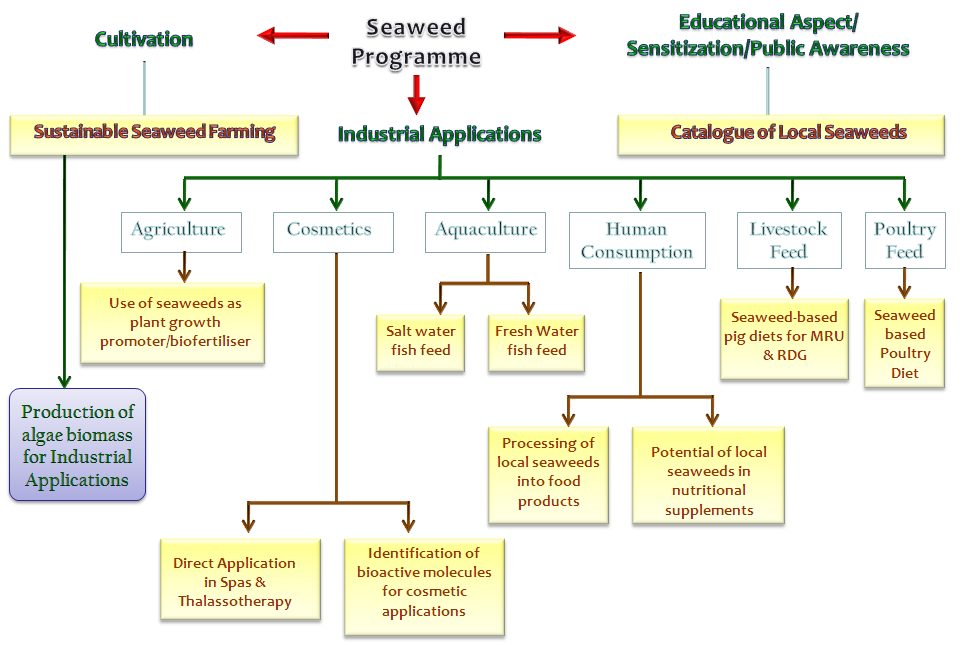 Seaweed
Programme
Cultivation
Educational Aspect/
Sensitization/Public Awareness
Sustainable Seaweed Farming
Industrial Applications
Catalogue of Local Seaweeds
Agriculture
Cosmetics
Aquaculture
Human
Consumption
Livestock
Feed
Poultry
Feed
Use of seaweeds as
plant growth
promoter/biofertiliser
Salt water
fish feed
Fresh Water
fish feed
Seaweed-based
pig diets for MRU
& RDG
Seaweed
based
Poultry
Diet
Production of
algae biomass
for Industrial
Applications
Processing of
local seaweeds
into food
products
Potential of local
seaweeds in
nutritional
supplements
Direct Application
in Spas &
Thalassotherapy
Identification of
bioactive molecules
for cosmetic
applications